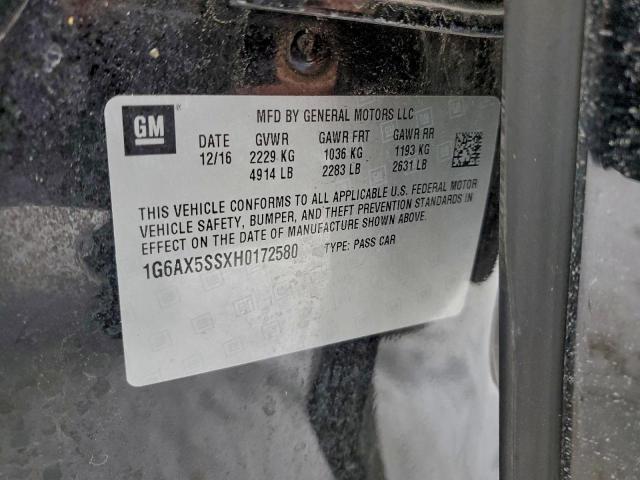 GM
MFD BY GENERAL MOTORS LLC
DATE GVWR GAWR FRT GAWR RR
12/16 2229 KG 1036 KG 1193 KG
4914 LB 2283 LB 2631 LB
THIS VEHICLE CONFORMS TO ALL APPLICABLE U.S. FEDERAL MOTOR
VEHICLE SAFETY, BUMPER, AND THEFT PREVENTION STANDARDS IN
EFFECT ON THE DATE OF MANUFACTURE SHOWN ABOVE.
1G6AX5SSXH0172580 TYPE: PASS CAR